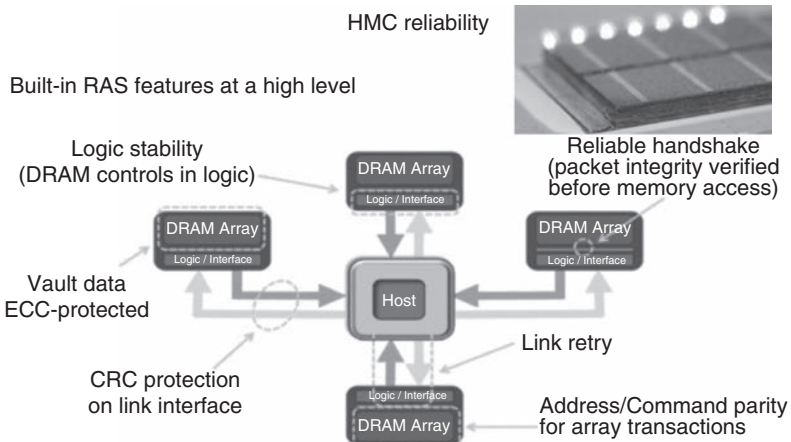 HMC reliability
Built-in RAS features at a high level
Logic stability
(DRAM controls in logic)
DRAM Array
Logic / Interface
Reliable handshake
(packet integrity verified
before memory access)
DRAM Array
Logic / Interface
DRAM Array
Logic / Interface
Vault data
ECC-protected
Host
Link retry
CRC protection
on link interface
Logic / Interface
DRAM Array
Address/Command parity
for array transactions